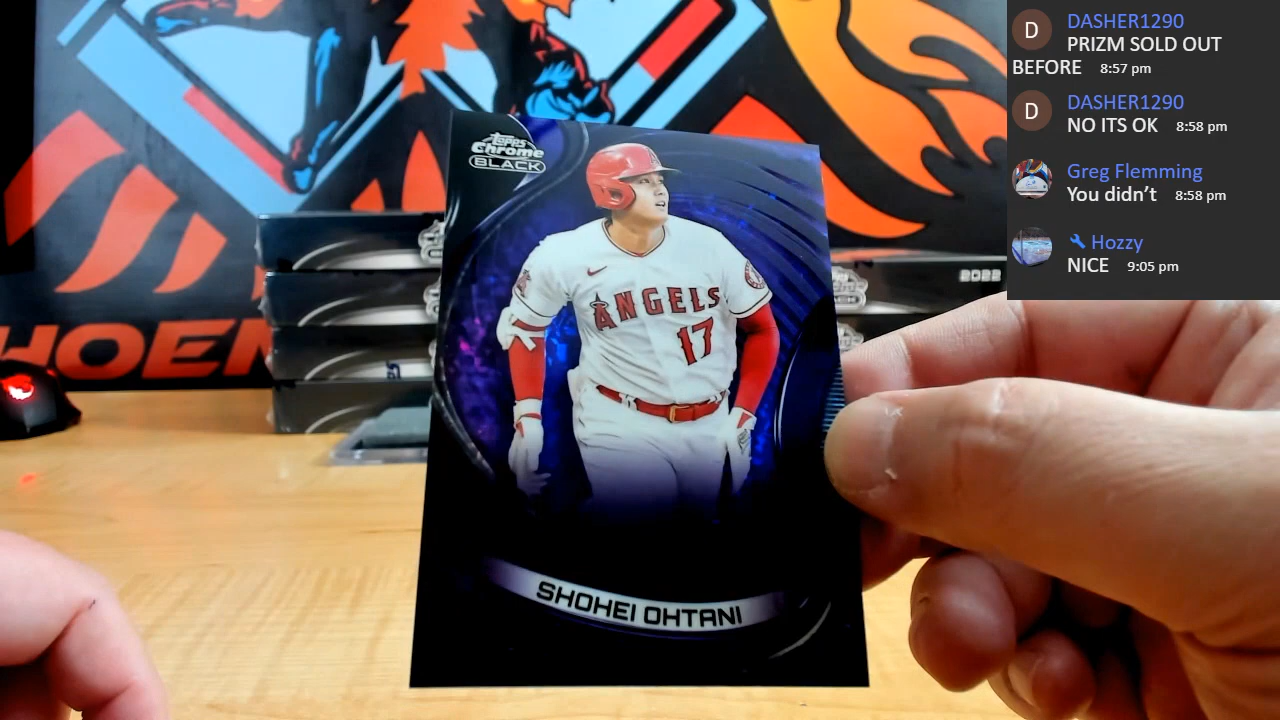 D DASHER1290
PRIZM SOLD OUT
BEFORE 8:57 pm
D DASHER1290
NO ITS OK 8:58 pm
Greg Flemming
You didn't 8:58 pm
Hozzy
NICE 9:05 pm
TOPPS
Chrome
BLACK
ANGELS
17
SHOHEI OHTANI
2022
HOEN